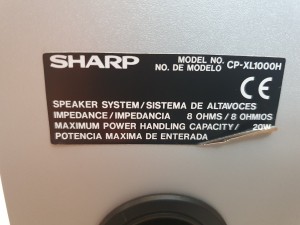 SHARP
MODEL NO. CP-XL1000H
NO. DE MODELO
CE
SPEAKER SYSTEM/SISTEMA DE ALTAVOCES
IMPEDANCE/IMPEDANCIA 8 OHMS / 8 OHMIOS
MAXIMUM POWER HANDLING CAPACITY/ 20W
POTENCIA MAXIMA DE ENTERADA